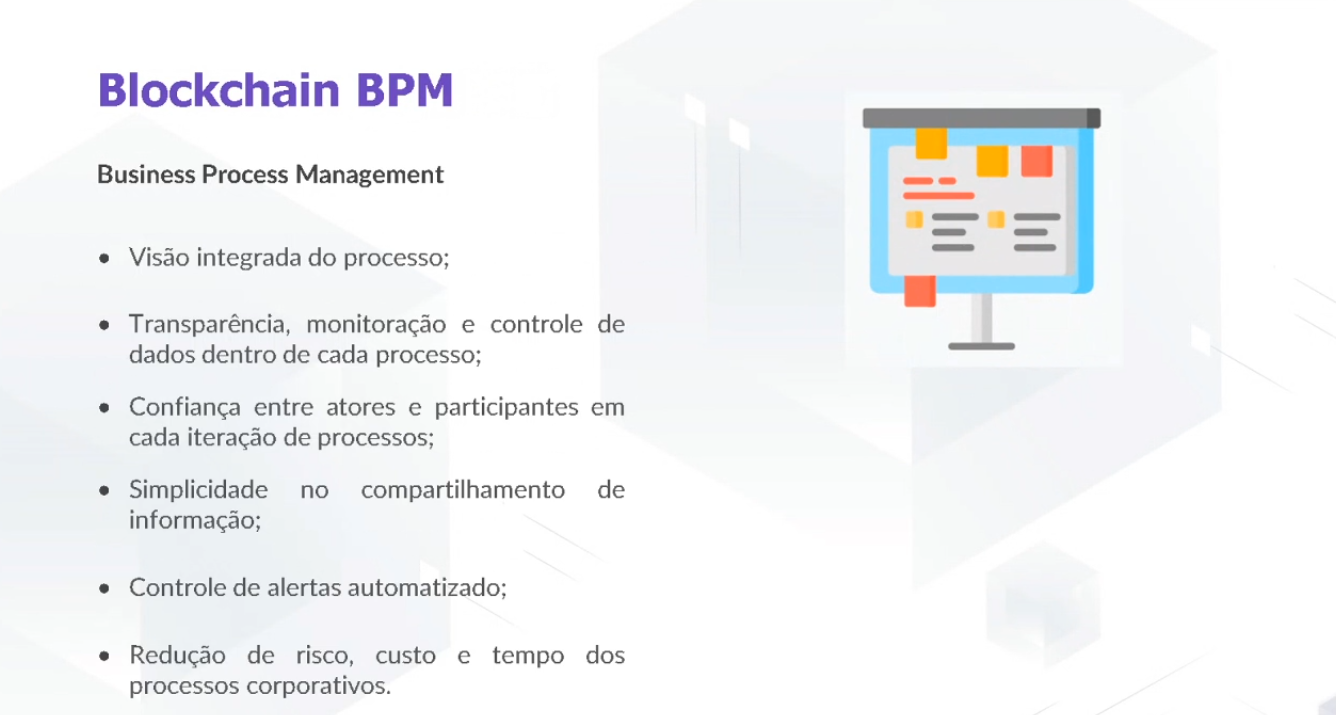 Blockchain BPM
Business Process Management
• Visão integrada do processo;
• Transparência, monitoração e controle de
dados dentro de cada processo;
• Confiança entre atores e participantes em
cada iteração de processos;
• Simplicidade no compartilhamento de
informação;
• Controle de alertas automatizado;
• Redução de risco, custo e tempo dos
processos corporativos.